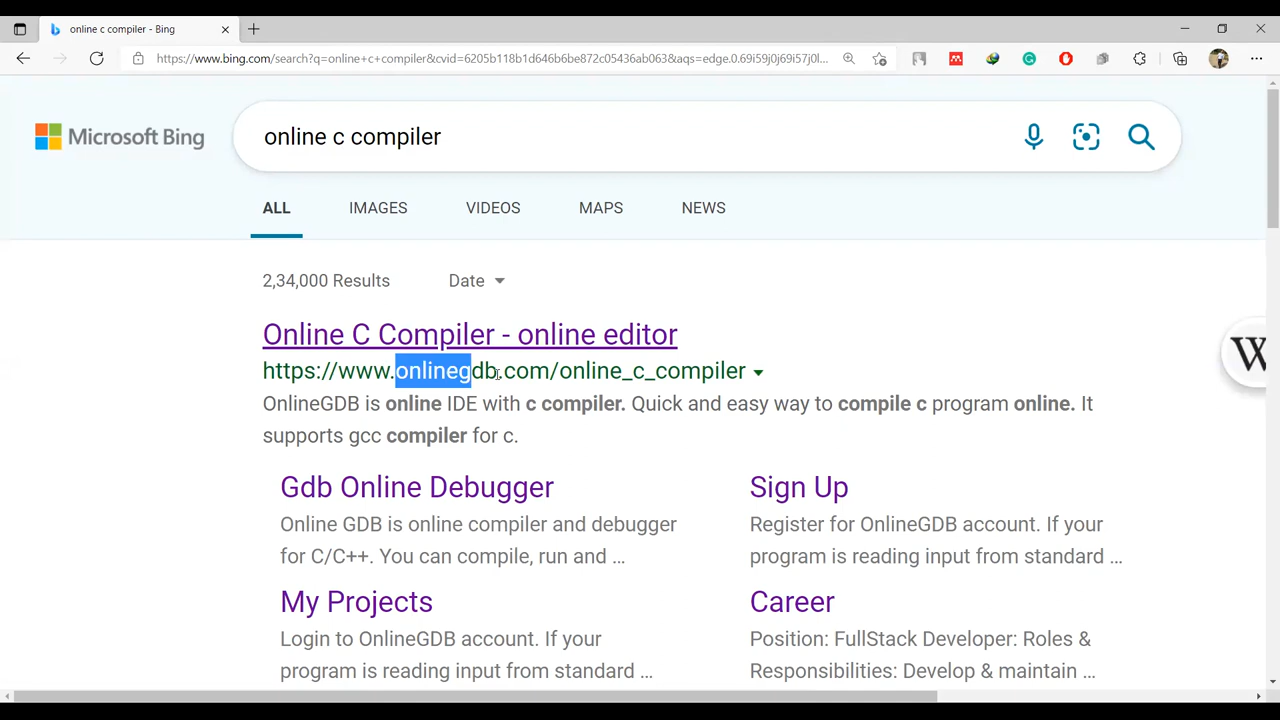 online c compiler - Bing
https://www.bing.com/search?q=online+c+compiler&cvid=6205b118b1d646b6be872c5d5436ab063&aqs=edge.0.69i59j0j69i57j0l...
Microsoft Bing
online c compiler
ALL IMAGES VIDEOS MAPS NEWS
2,34,000 Results Date
Online C Compiler - online editor
https://www.onlinegdb.com/online_c_compiler
OnlineGDB is online IDE with c compiler. Quick and easy way to compile c program online. It
supports gcc compiler for c.
Gdb Online Debugger
Online GDB is online compiler and debugger
for C/C++. You can compile, run and ...
Sign Up
Register for OnlineGDB account. If your
program is reading input from standard ...
My Projects
Login to OnlineGDB account. If your
program is reading input from standard ...
Career
Position: FullStack Developer: Roles &
Responsibilities: Develop & maintain ...
W